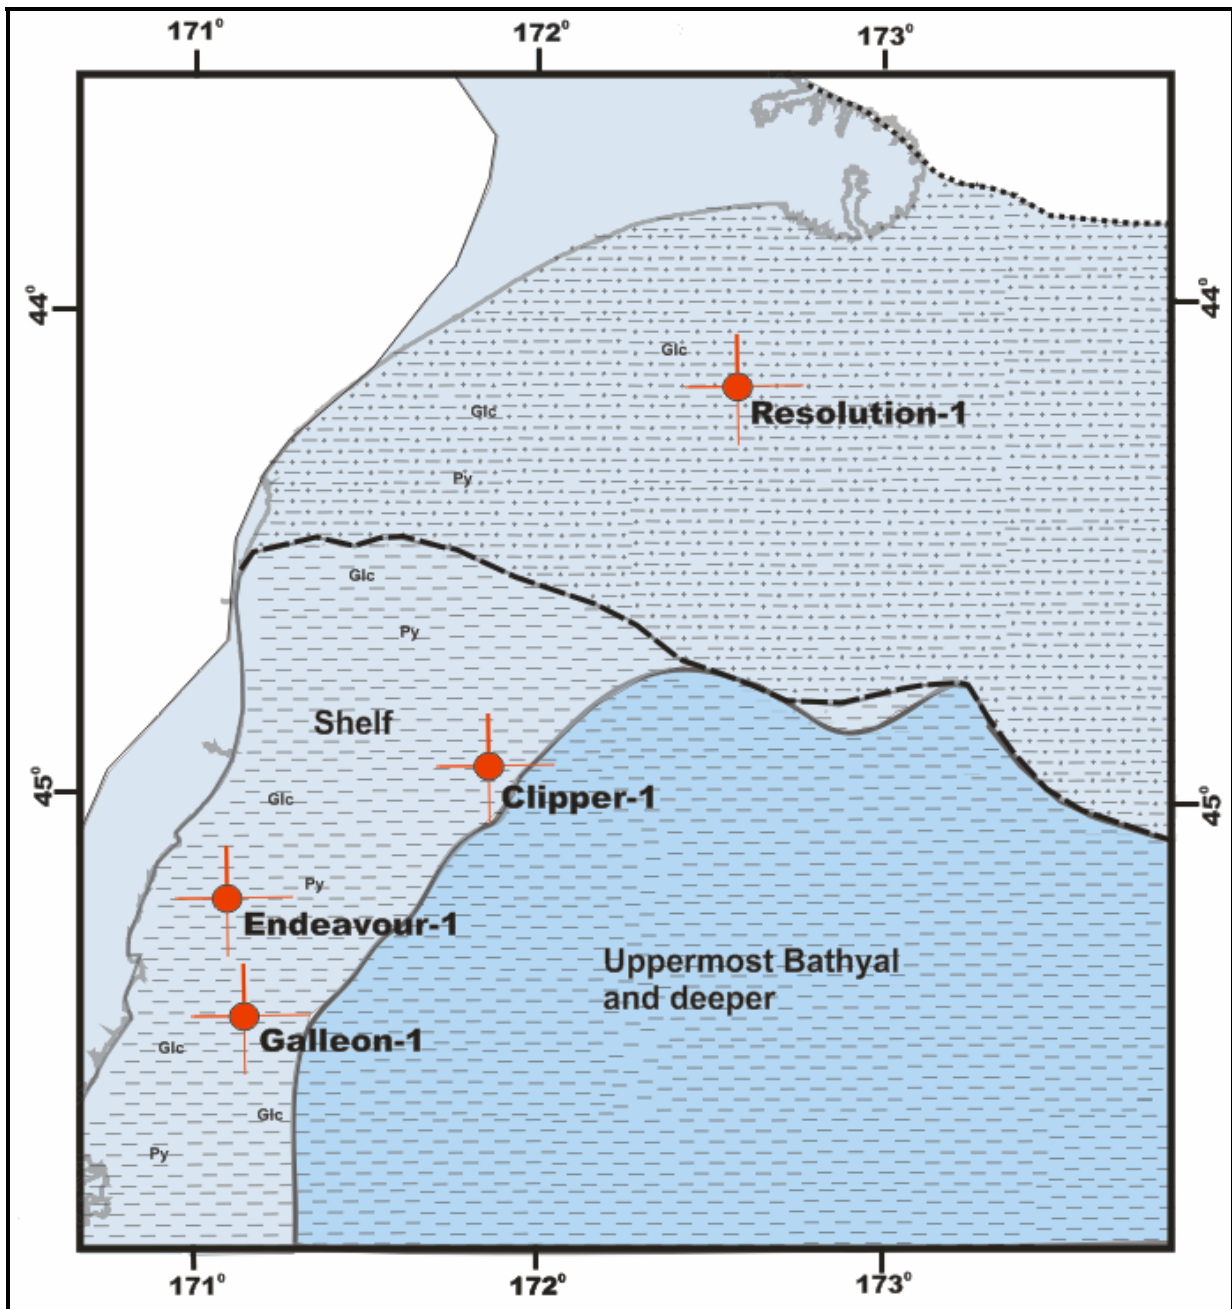 171° 172° 173°
44° 44°
Glc
Resolution-1
Glc
Py
Glc
Py
Shelf
Clipper-1
45° 45°
Glc
Py
Endeavour-1
Uppermost Bathyal
and deeper
Galleon-1
Glc
Glc
Py
171° 172° 173°